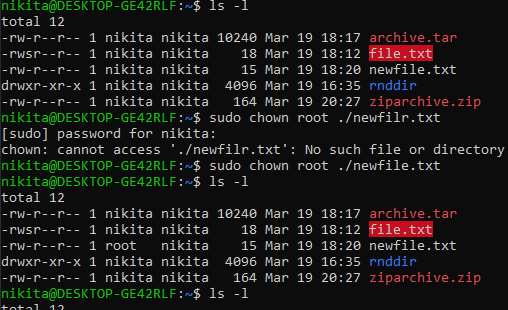 nikita@DESKTOP-GE42RLF:~$ ls -l
total 12
-rw-r--r-- 1 nikita nikita 10240 Mar 19 18:17 archive.tar
-rwsr--r-- 1 nikita nikita    18 Mar 19 18:12 file.txt
-rw-r--r-- 1 nikita nikita    15 Mar 19 18:20 newfile.txt
drwxr-xr-x 1 nikita nikita  4096 Mar 19 16:35 rnddir
-rw-r--r-- 1 nikita nikita   164 Mar 19 20:27 ziparchive.zip
nikita@DESKTOP-GE42RLF:~$ sudo chown root ./newfilr.txt
[sudo] password for nikita:
chown: cannot access './newfilr.txt': No such file or directory
nikita@DESKTOP-GE42RLF:~$ sudo chown root ./newfile.txt
nikita@DESKTOP-GE42RLF:~$ ls -l
total 12
-rw-r--r-- 1 nikita nikita 10240 Mar 19 18:17 archive.tar
-rwsr--r-- 1 nikita nikita    18 Mar 19 18:12 file.txt
-rw-r--r-- 1 root   nikita    15 Mar 19 18:20 newfile.txt
drwxr-xr-x 1 nikita nikita  4096 Mar 19 16:35 rnddir
-rw-r--r-- 1 nikita nikita   164 Mar 19 20:27 ziparchive.zip
nikita@DESKTOP-GE42RLF:~$ ls -l
total 12